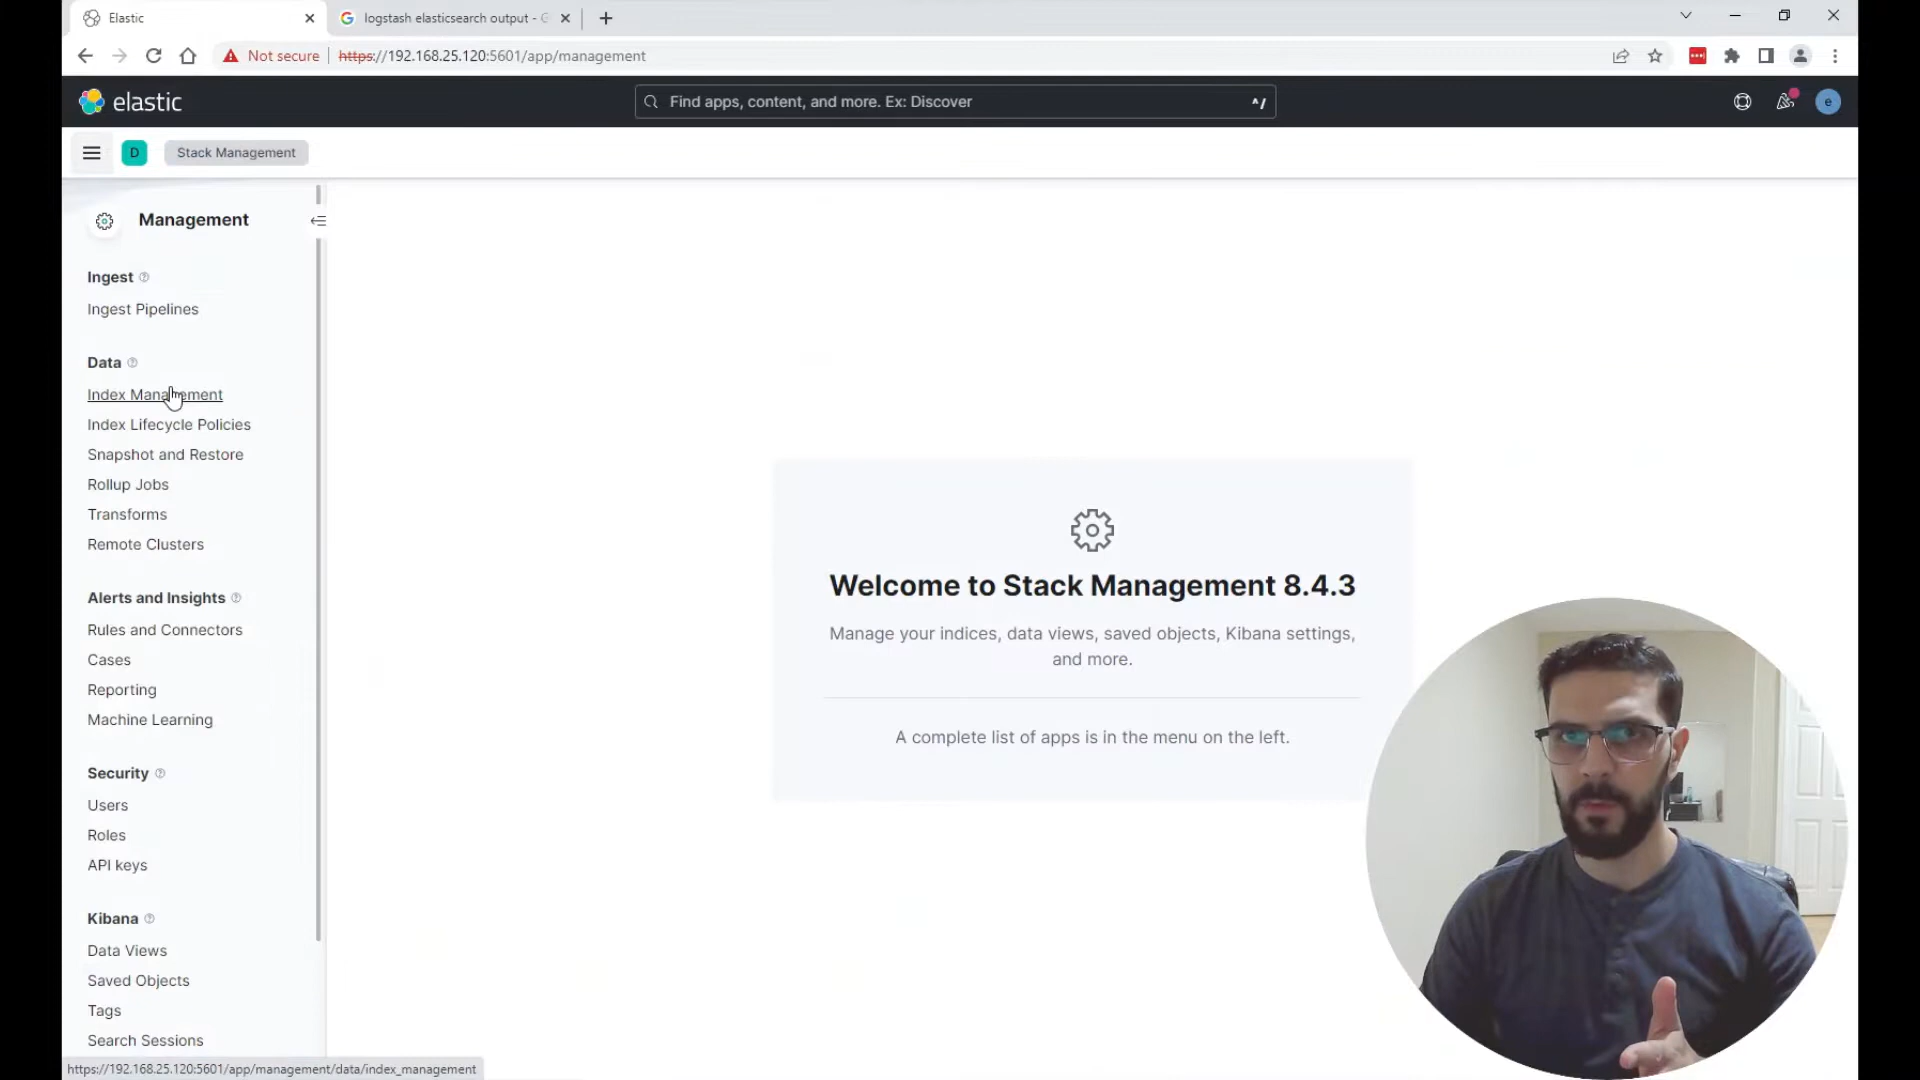 Elastic
logstash elasticsearch output - G
Not secure
https://192.168.25.120:5601/app/management
elastic
Find apps, content, and more. Ex: Discover
^/
e
D
Stack Management
Management
Ingest
Ingest Pipelines
Data
Index Management
Index Lifecycle Policies
Snapshot and Restore
Rollup Jobs
Transforms
Remote Clusters
Alerts and Insights
Rules and Connectors
Cases
Reporting
Machine Learning
Security
Users
Roles
API keys
Kibana
Data Views
Saved Objects
Tags
Search Sessions
Welcome to Stack Management 8.4.3
Manage your indices, data views, saved objects, Kibana settings,
and more.
A complete list of apps is in the menu on the left.
https://192.168.25.120:5601/app/management/data/index_management